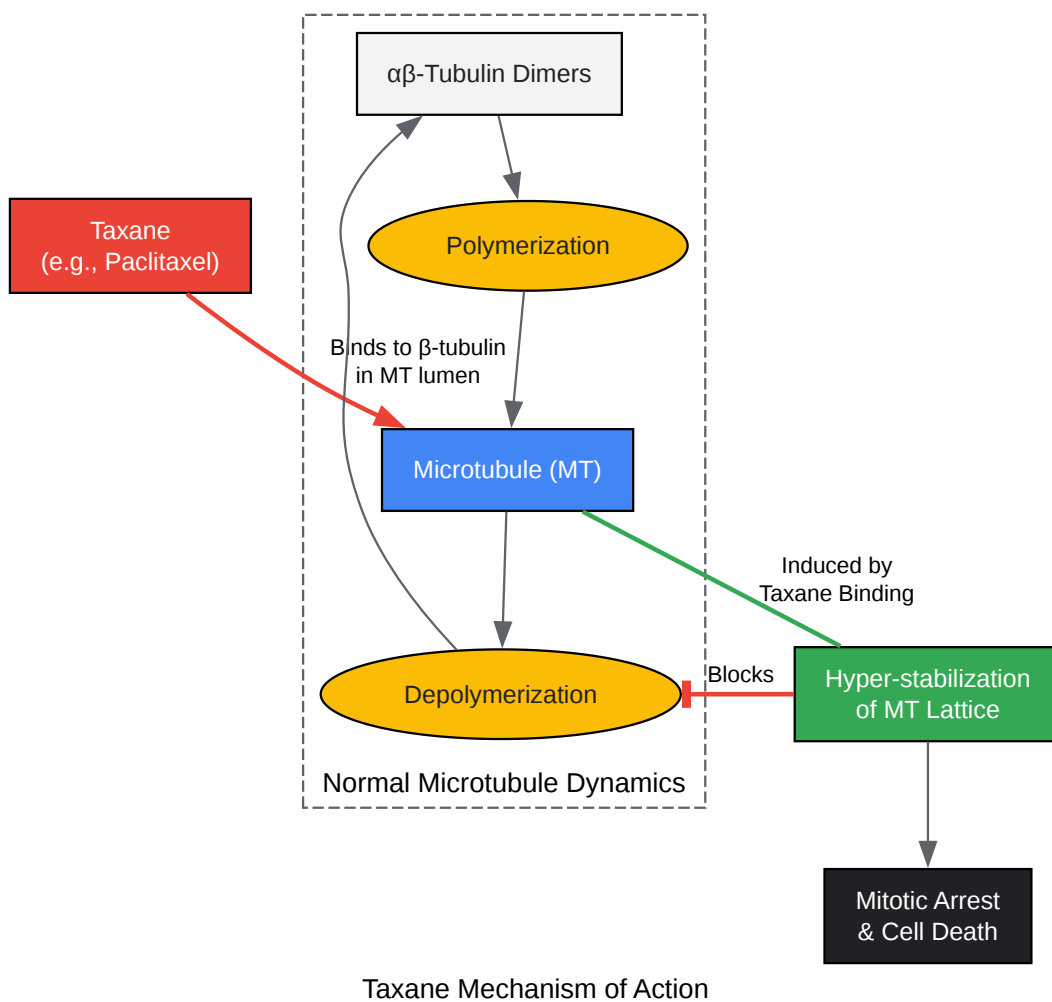 αβ-Tubulin Dimers
Taxane
(e.g., Paclitaxel)
Polymerization
Binds to β-tubulin
in MT lumen
Microtubule (MT)
Induced by
Taxane Binding
Depolymerization
Blocks
Hyper-stabilization
of MT Lattice
Normal Microtubule Dynamics
Mitotic Arrest
& Cell Death
Taxane Mechanism of Action